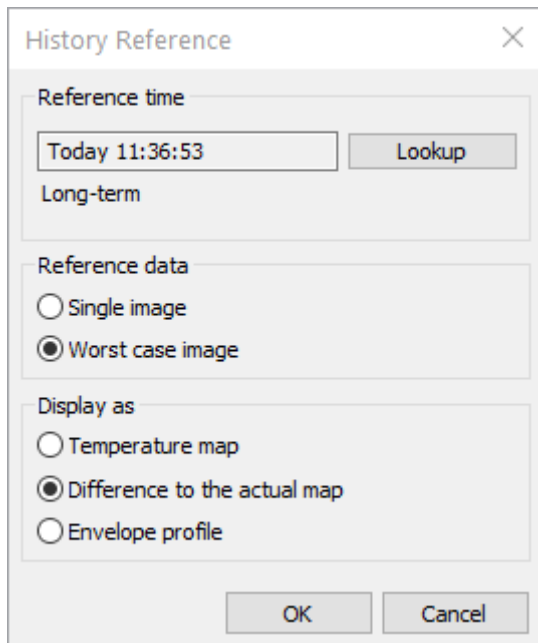 History Reference
Reference time
Today 11:36:53
Lookup
Long-term
Reference data
Single image
Worst case image
Display as
Temperature map
Difference to the actual map
Envelope profile
OK
Cancel